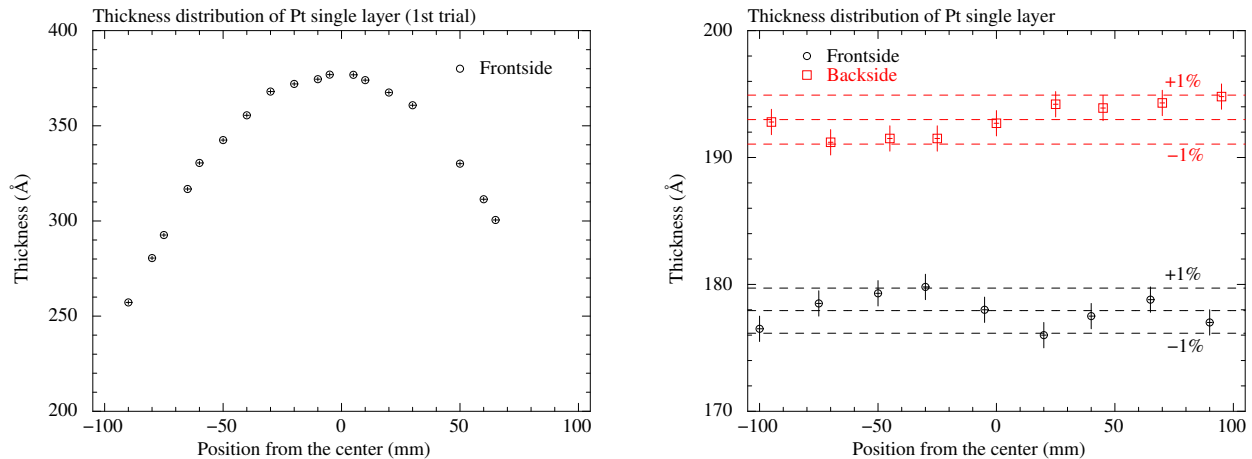 Thickness distribution of Pt single layer (1st trial)
400
350
300
250
200
Thickness (Å)
Frontside
−100
−50
0
50
100
Position from the center (mm)
Thickness distribution of Pt single layer
200
190
180
170
Thickness (Å)
Frontside
Backside
+1%
−1%
+1%
−1%
−100
−50
0
50
100
Position from the center (mm)